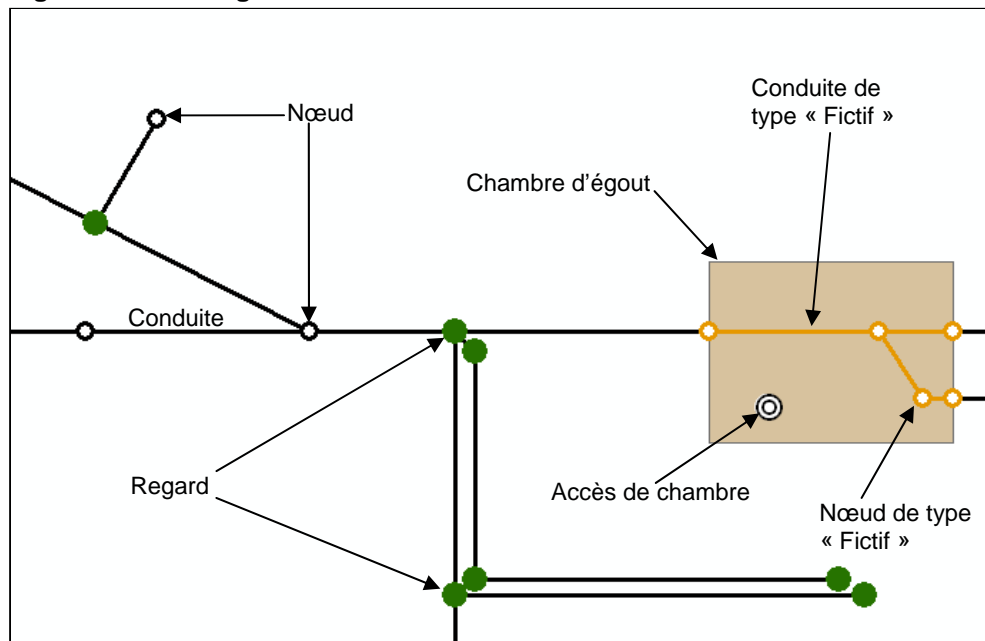 Nœud
Conduite de
type « Fictif »
Chambre d'égout
Conduite
Regard
Accès de chambre
Nœud de type
« Fictif »